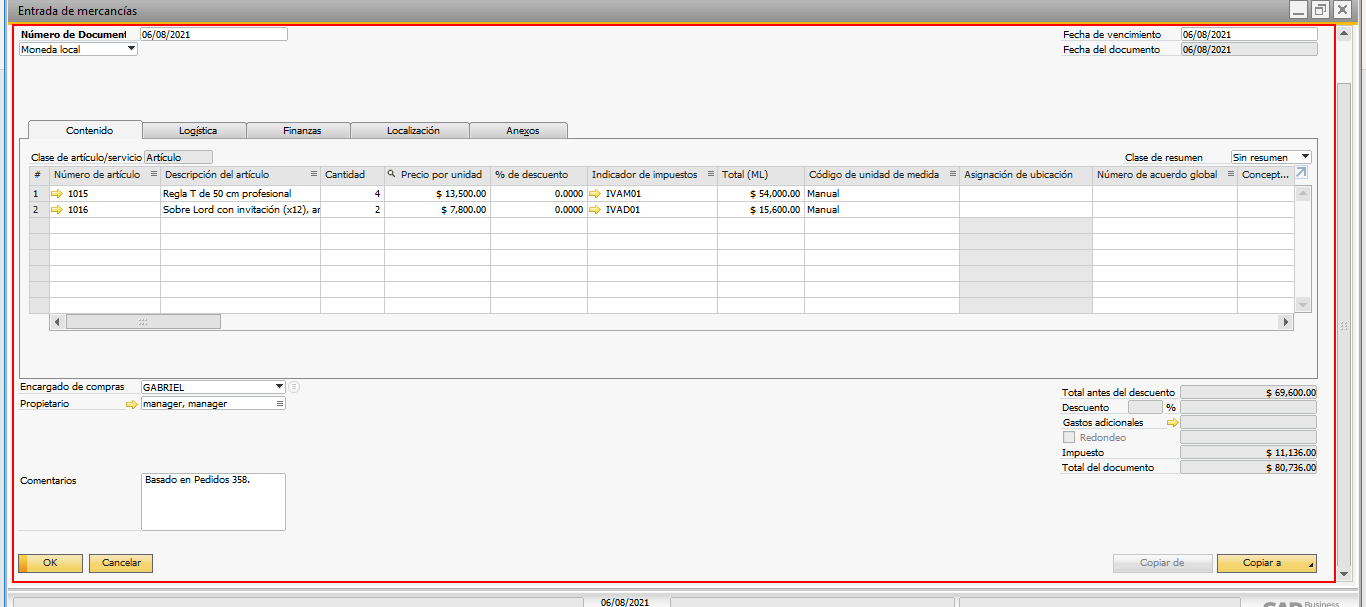 Entrada de mercancías
Número de Document 06/08/2021 Fecha de vencimiento 06/08/2021
Moneda local Fecha del documento 06/08/2021
Contenido Logística Finanzas Localización Anexos
Clase de artículo/servicio Artículo Clase de resumen Sin resumen
# Número de artículo Descripción del artículo Cantidad Precio por unidad % de descuento Indicador de impuestos Total (ML) Código de unidad de medida Asignación de ubicación Número de acuerdo global Concept...
1 1015 Regla T de 50 cm profesional 4 $ 13,500.00 0.0000 IVAM01 $ 54,000.00 Manual
2 1016 Sobre Lord con invitación (x12), ar 2 $ 7,800.00 0.0000 IVAD01 $ 15,600.00 Manual
Encargado de compras GABRIEL Total antes del descuento $ 69,600.00
Propietario manager, manager Descuento %
Gastos adicionales
Redondeo
Impuesto $ 11,136.00
Total del documento $ 80,736.00
Comentarios Basado en Pedidos 358.
OK Cancelar Copiar de Copiar a
06/08/2021 SAP Business